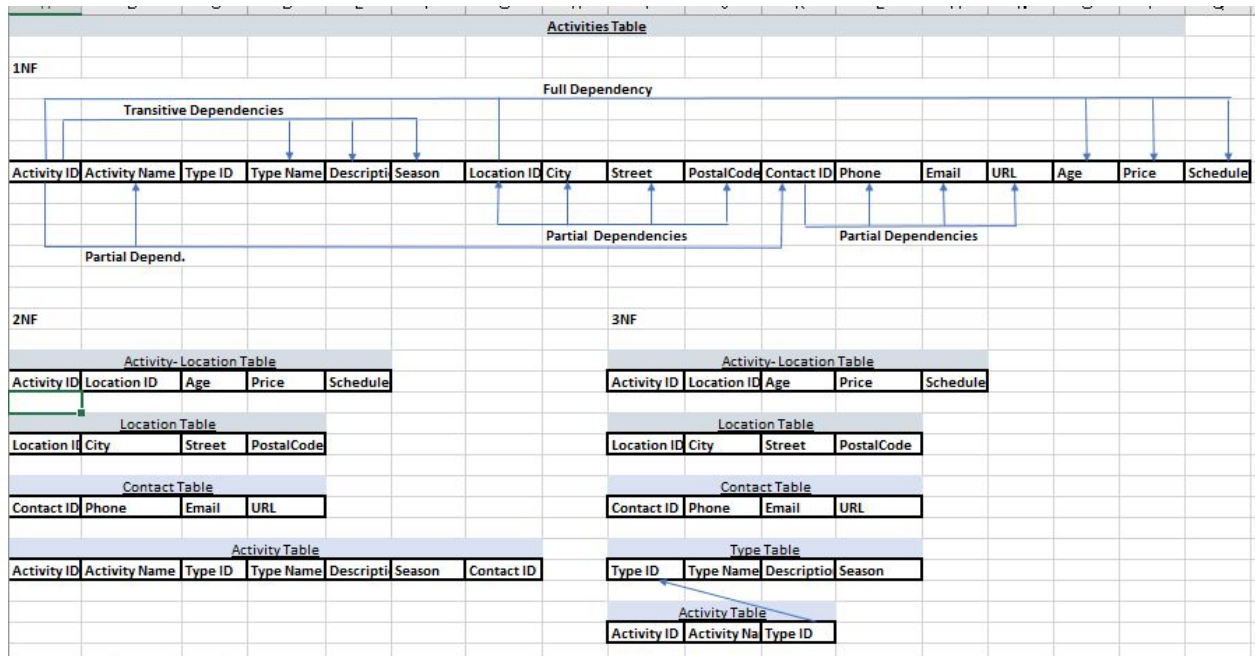 Activities Table
1NF
Full Dependency
Transitive Dependencies
Activity ID Activity Name Type ID Type Name Descripti Season Location ID City Street PostalCode Contact ID Phone Email URL Age Price Schedule
Partial Dependencies Partial Dependencies
Partial Depend.
2NF 3NF
Activity-Location Table Activity-Location Table
Activity ID Location ID Age Price Schedule Activity ID Location ID Age Price Schedule
Location Table Location Table
Location ID City Street PostalCode Location ID City Street PostalCode
Contact Table Contact Table
Contact ID Phone Email URL Contact ID Phone Email URL
Activity Table Type Table
Activity ID Activity Name Type ID Type Name Descripti Season Contact ID Type ID Type Name Descriptio Season
Activity Table
Activity ID Activity Na Type ID